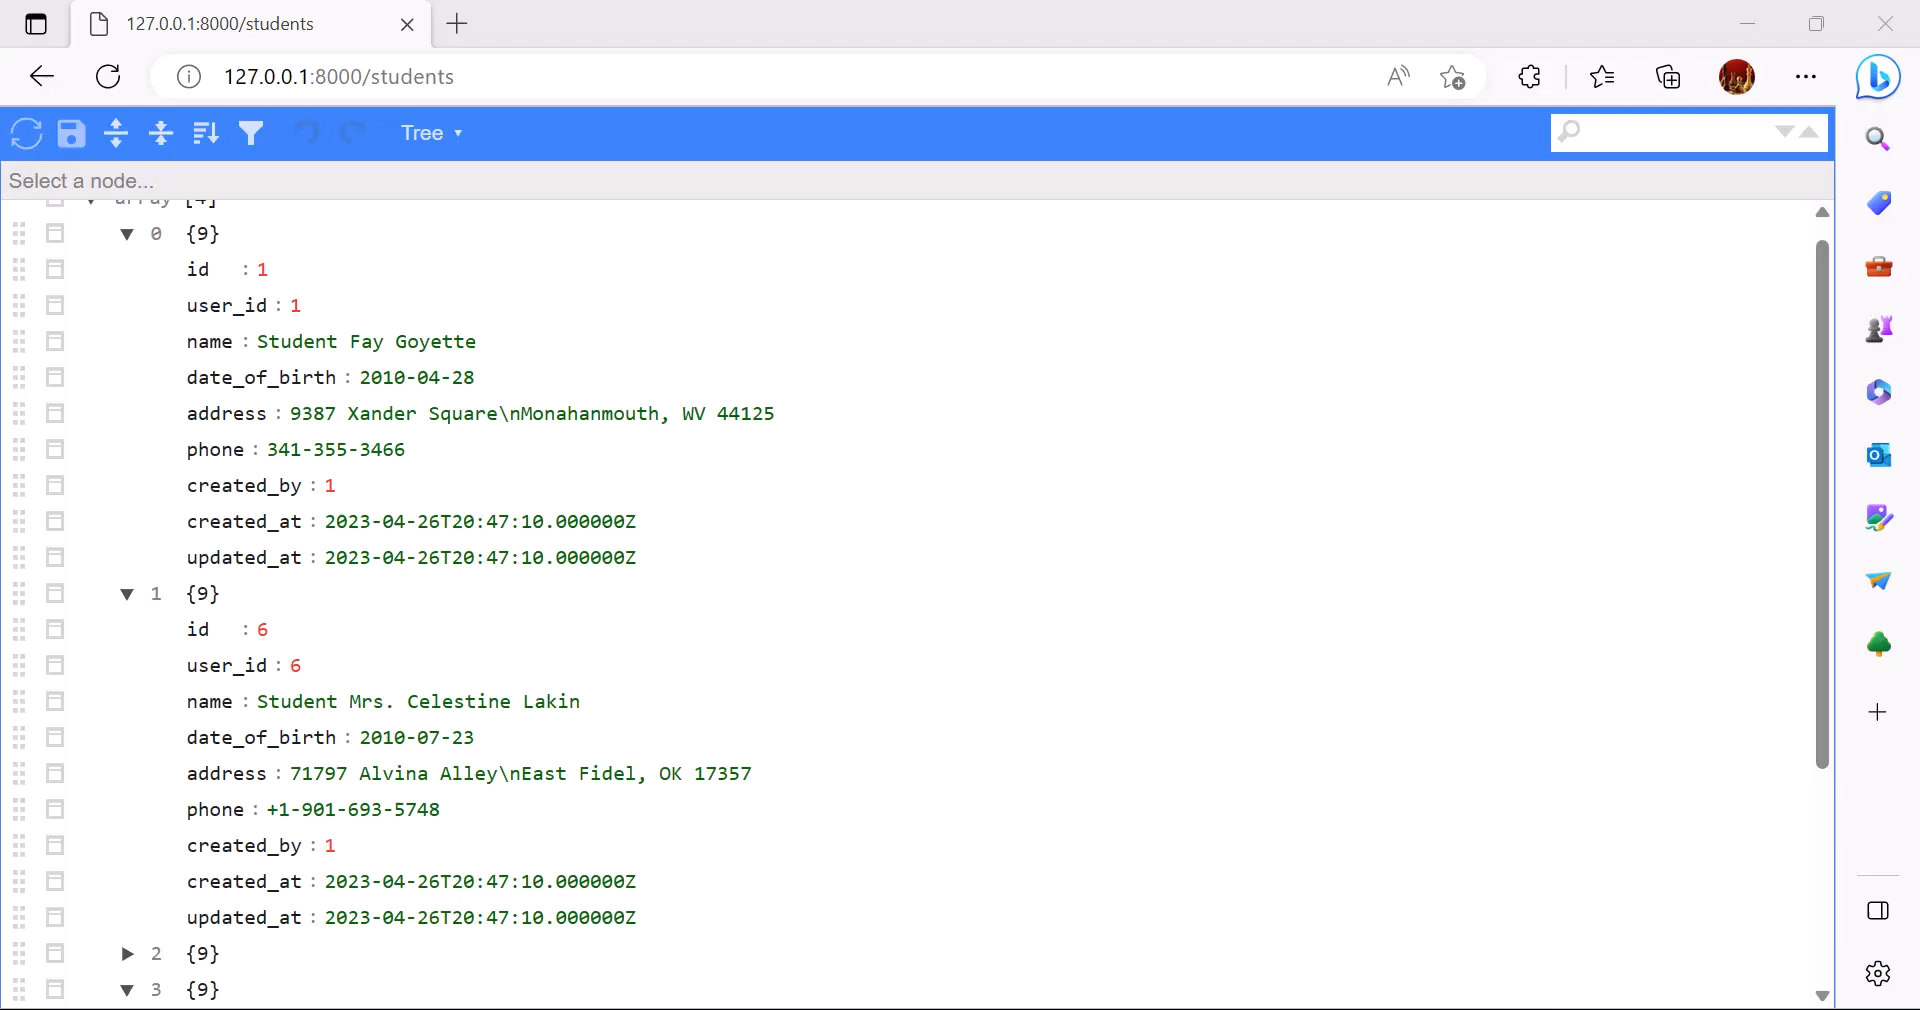 127.0.0.1:8000/students
127.0.0.1:8000/students
Tree
Select a node...
array [4]
0 {9}
id : 1
user_id : 1
name : Student Fay Goyette
date_of_birth : 2010-04-28
address : 9387 Xander Square\nMonahanmouth, WV 44125
phone : 341-355-3466
created_by : 1
created_at : 2023-04-26T20:47:10.000000Z
updated_at : 2023-04-26T20:47:10.000000Z
1 {9}
id : 6
user_id : 6
name : Student Mrs. Celestine Lakin
date_of_birth : 2010-07-23
address : 71797 Alvina Alley\nEast Fidel, OK 17357
phone : +1-901-693-5748
created_by : 1
created_at : 2023-04-26T20:47:10.000000Z
updated_at : 2023-04-26T20:47:10.000000Z
2 {9}
3 {9}